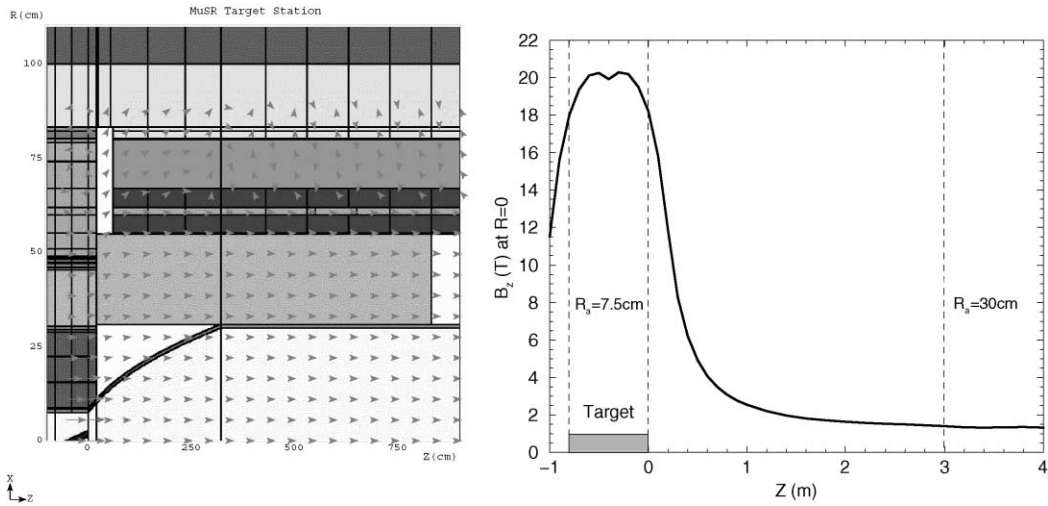 MuSR Target Station
R(cm)
100
75
50
25
0
0
250
500
750
Z(cm)
X
Z
22
20
18
16
14
12
10
8
6
4
2
0
B_z (T) at R=0
R_a=7.5cm
R_a=30cm
Target
−1
0
1
2
3
4
Z (m)